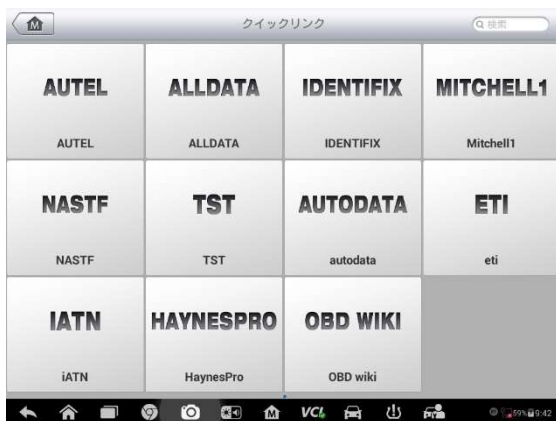 M
クイックリンク
検索
AUTEL
ALLDATA
IDENTIFIX
MITCHELL1
AUTEL
ALLDATA
IDENTIFIX
Mitchell1
NASTF
TST
AUTODATA
ETI
NASTF
TST
autodata
eti
IATN
HAYNESPRO
OBD WIKI
iATN
HaynesPro
OBD wiki
M
VCI
59%
9:42